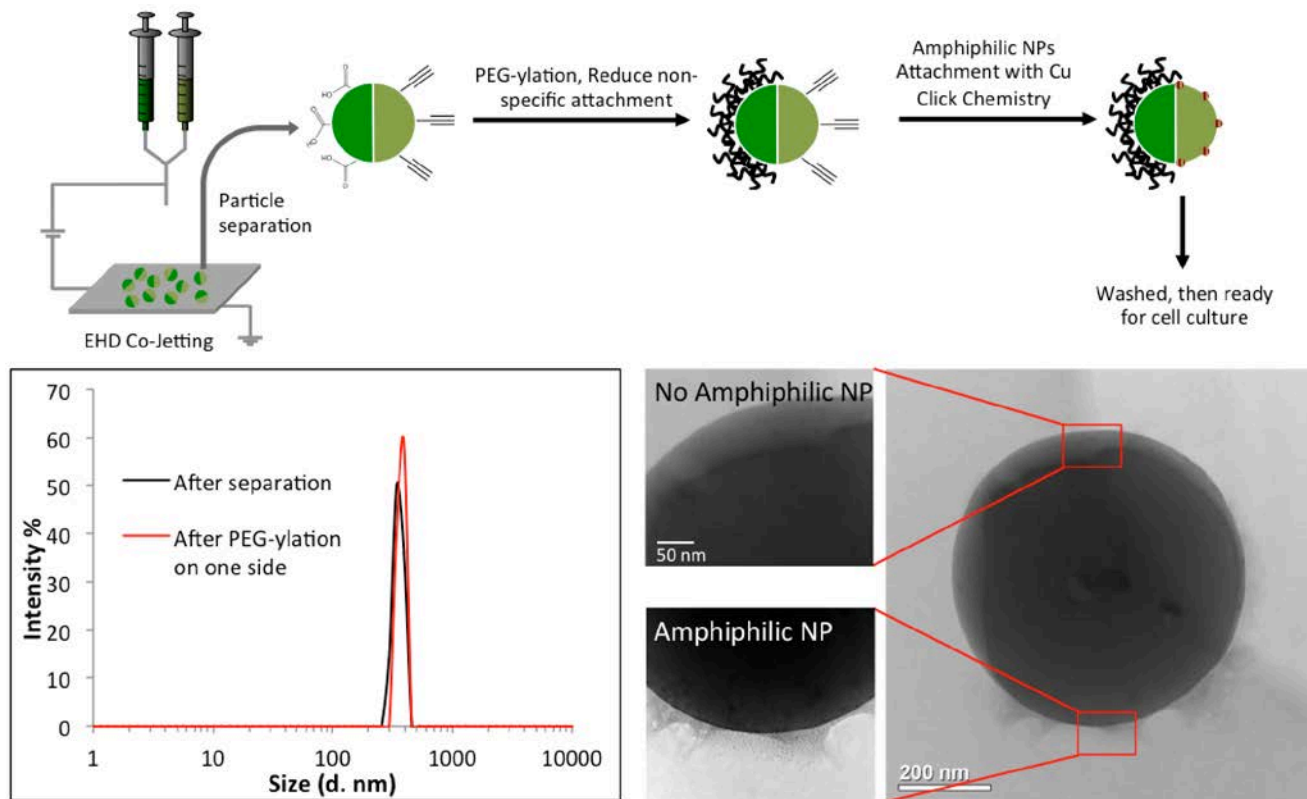 Particle
separation
EHD Co-Jetting
HO
O
O
HO
HO
O
PEG-ylation, Reduce non-
specific attachment
Amphiphilic NPs
Attachment with Cu
Click Chemistry
Washed, then ready
for cell culture
Intensity %
70
60
50
40
30
20
10
0
After separation
After PEG-ylation
on one side
1
10
100
1000
10000
Size (d. nm)
No Amphiphilic NP
50 nm
Amphiphilic NP
200 nm